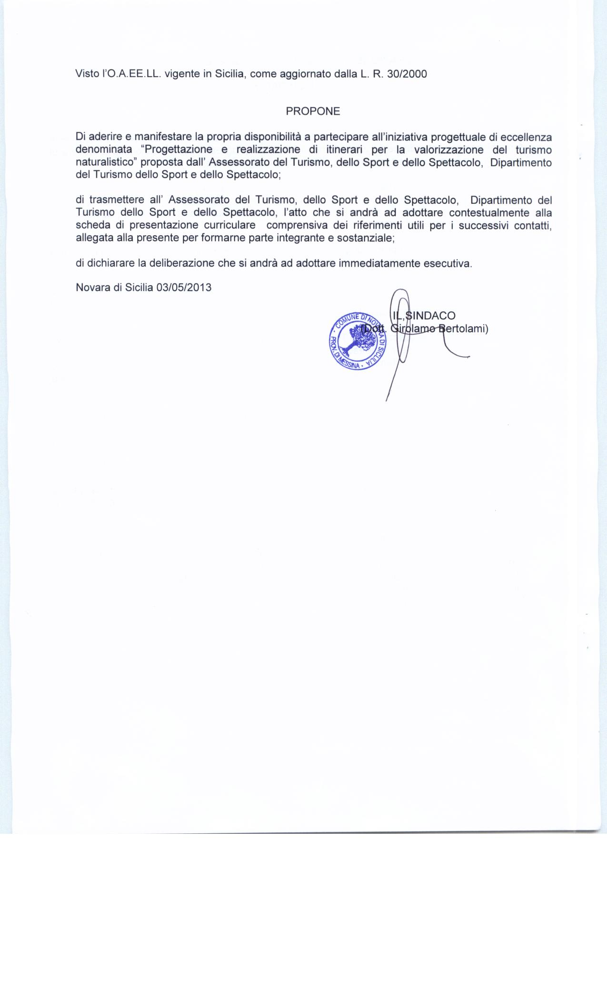 Visto l'O.A.EE.LL. vigente in Sicilia, come aggiornato dalla L. R. 30/2000
PROPONE
Di aderire e manifestare la propria disponibilità a partecipare all'iniziativa progettuale di eccellenza
denominata “Progettazione e realizzazione di itinerari per la valorizzazione del turismo
naturalistico” proposta dall' Assessorato del Turismo, dello Sport e dello Spettacolo, Dipartimento
del Turismo dello Sport e dello Spettacolo;
di trasmettere all' Assessorato del Turismo, dello Sport e dello Spettacolo, Dipartimento del
Turismo dello Sport e dello Spettacolo, l'atto che si andrà ad adottare contestualmente alla
scheda di presentazione curriculare comprensiva dei riferimenti utili per i successivi contatti,
allegata alla presente per formarne parte integrante e sostanziale;
di dichiarare la deliberazione che si andrà ad adottare immediatamente esecutiva.
Novara di Sicilia 03/05/2013
IL SINDACO
(Dott. Girolamo Bertolami)
COMUNE DI NOVARA DI SICILIA
PROV. DI MESSINA